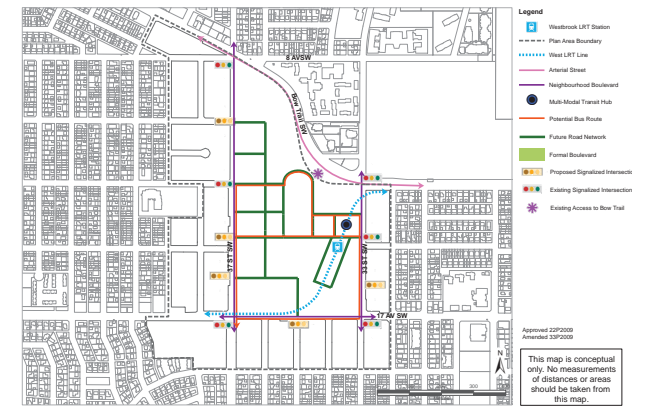 Legend
Westbrook LRT Station
Plan Area Boundary
West LRT Line
Arterial Street
Neighbourhood Boulevard
Multi-Modal Transit Hub
Potential Bus Route
Future Road Network
Formal Boulevard
Proposed Signalized Intersectic
Existing Signalized Intersection
Existing Access to Bow Trail
8 AVSW
Bow Trail SW
37 ST SW
33 ST SW
17 AV SW
Approved 22P2009
Amended 33P2009
N
This map is conceptual
only. No measurements
of distances or areas
should be taken from
this map.